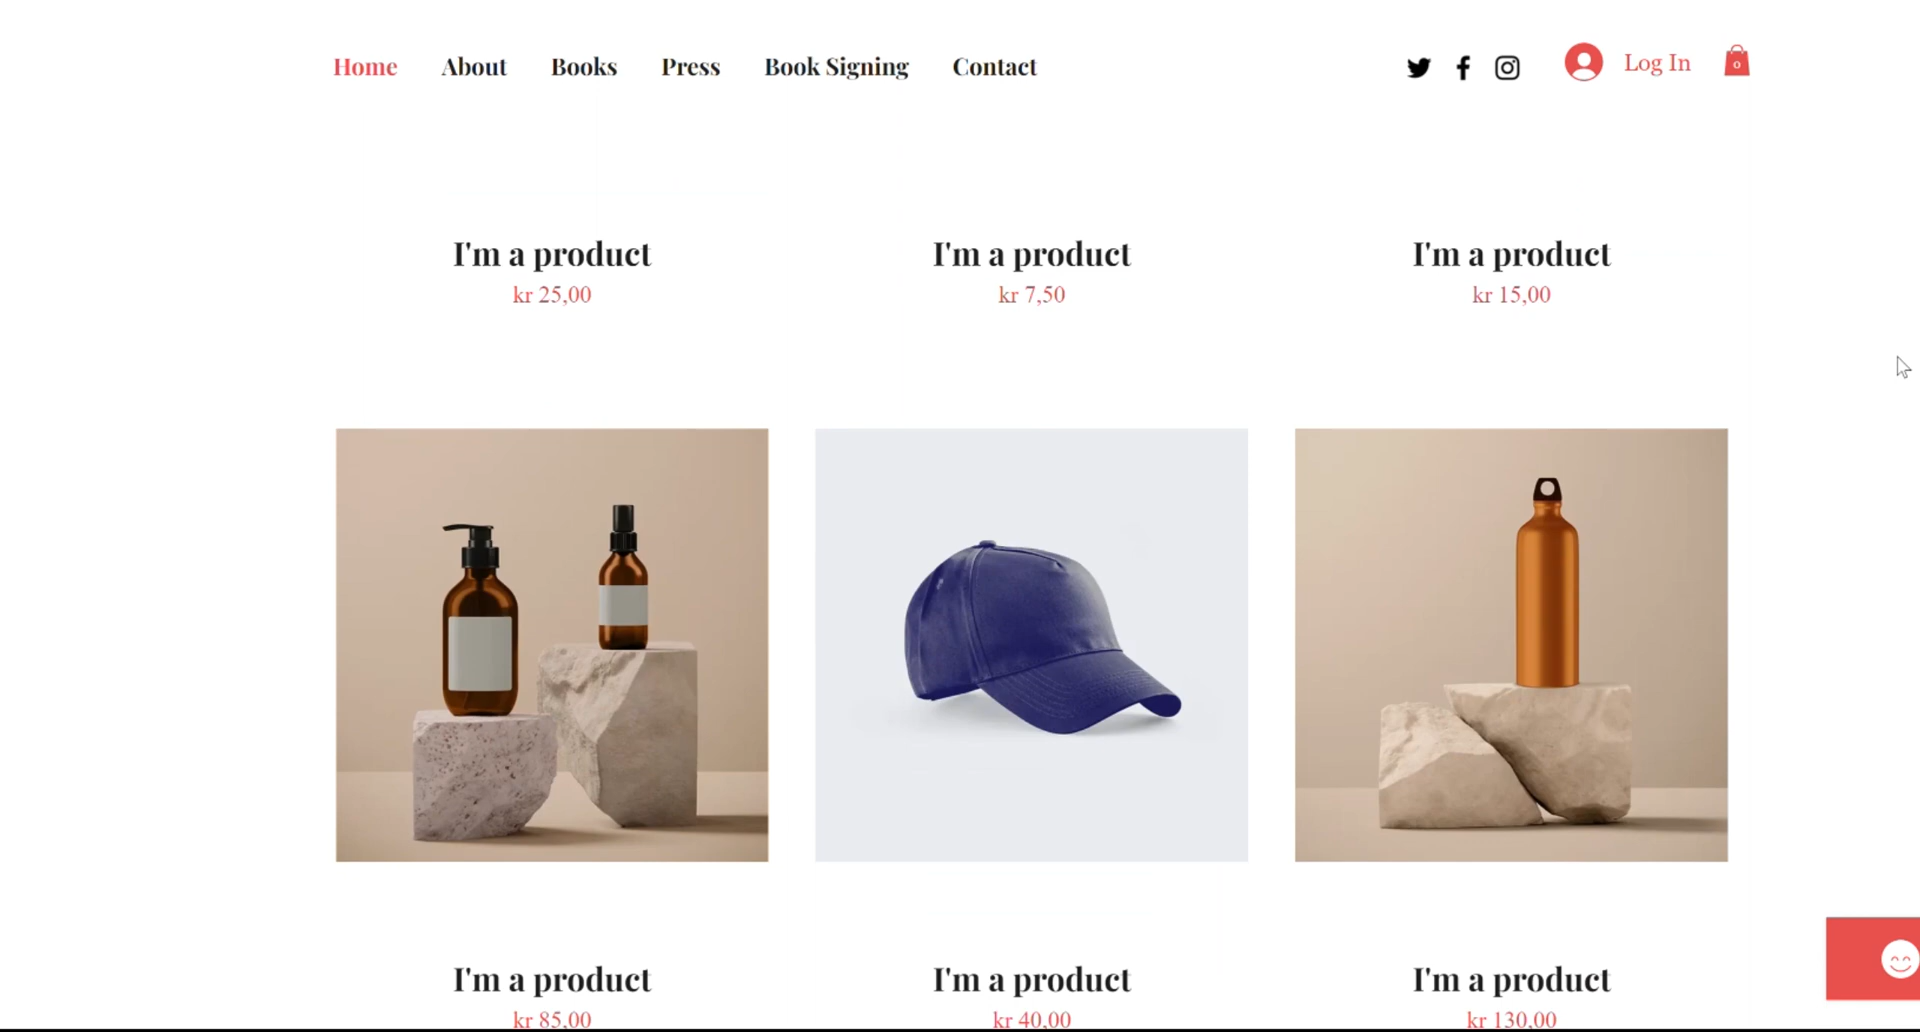 Home About Books Press Book Signing Contact Log In 0
I'm a product I'm a product I'm a product
kr 25,00 kr 7,50 kr 15,00
I'm a product I'm a product I'm a product
kr 85,00 kr 40,00 kr 130,00